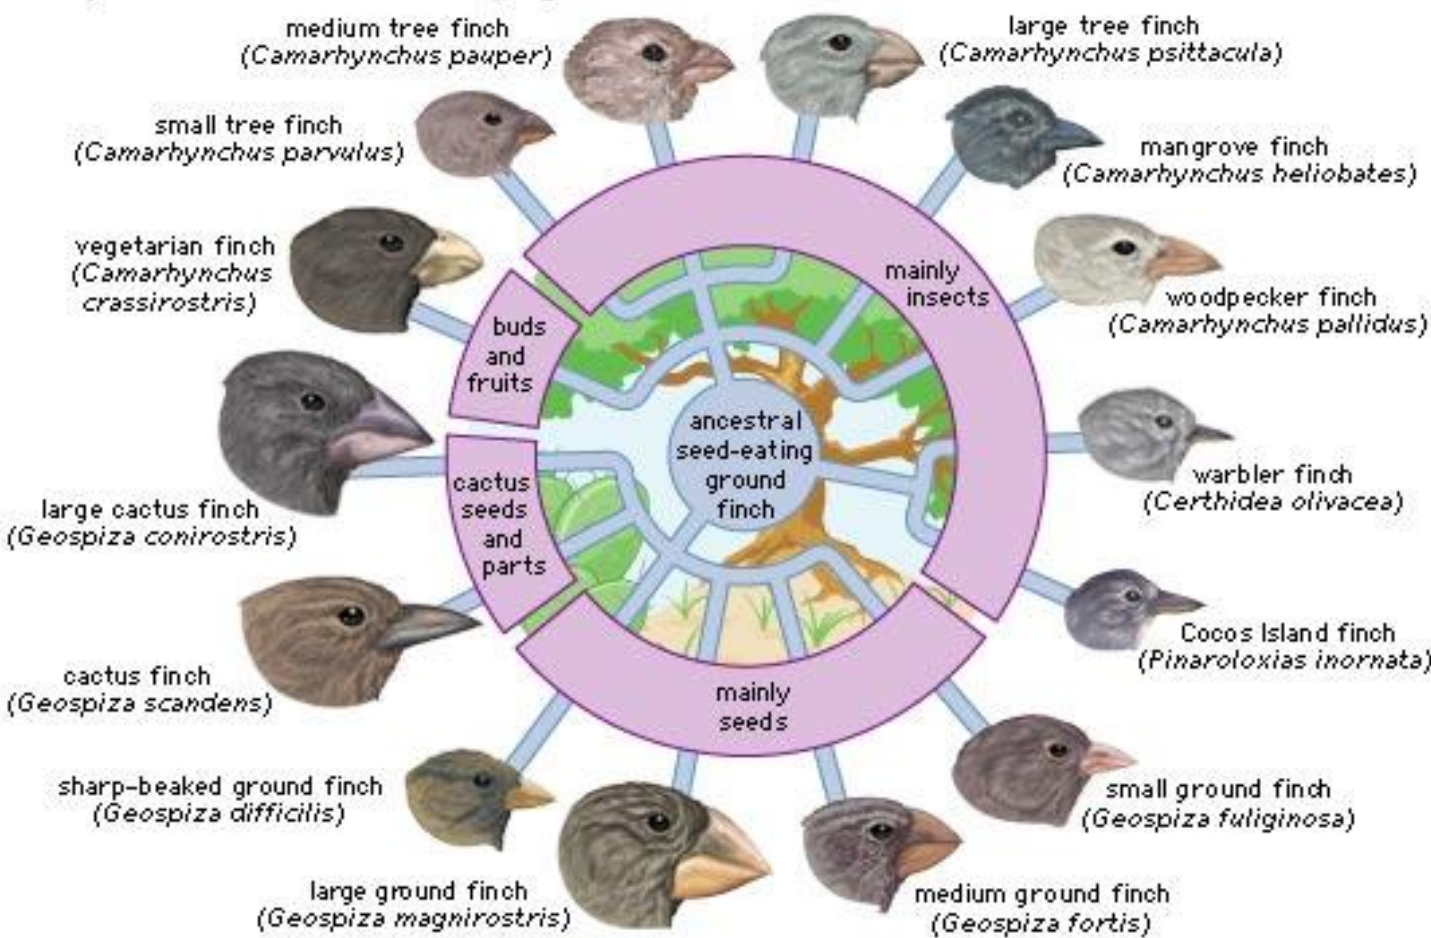 medium tree finch
(Camarhynchus pauper)
large tree finch
(Camarhynchus psittacula)
small tree finch
(Camarhynchus parvulus)
mangrove finch
(Camarhynchus heliobates)
vegetarian finch
(Camarhynchus
crassirostris)
mainly
insects
woodpecker finch
(Camarhynchus pallidus)
buds
and
fruits
ancestral
seed-eating
ground
finch
warbler finch
(Certhidea olivacea)
large cactus finch
(Geospiza conirostris)
cactus
seeds
and
parts
Cocos Island finch
(Pinaroloxias inornata)
cactus finch
(Geospiza scandens)
mainly
seeds
sharp-beaked ground finch
(Geospiza difficilis)
small ground finch
(Geospiza fuliginosa)
large ground finch
(Geospiza magnirostris)
medium ground finch
(Geospiza fortis)